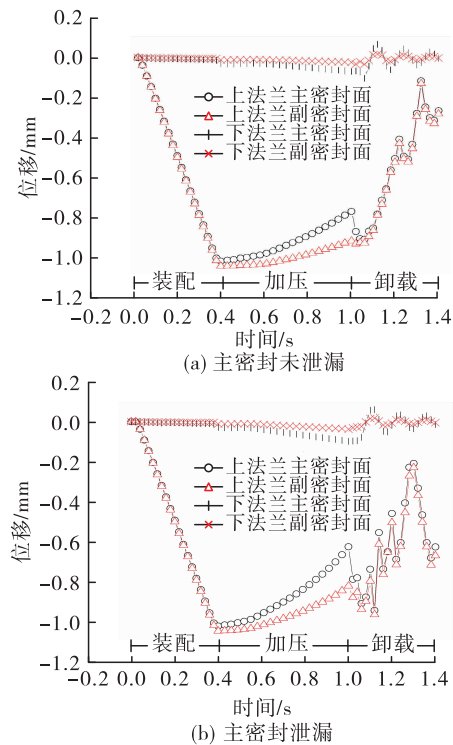 0.2
0.0
-0.2
-0.4
-0.6
-0.8
-1.0
-1.2
位移/mm
上法兰主密封面
上法兰副密封面
下法兰主密封面
下法兰副密封面
装配 加压 卸载
-0.2 0.0 0.2 0.4 0.6 0.8 1.0 1.2 1.4
时间/s
(a) 主密封未泄漏
0.2
0.0
-0.2
-0.4
-0.6
-0.8
-1.0
-1.2
位移/mm
上法兰主密封面
上法兰副密封面
下法兰主密封面
下法兰副密封面
装配 加压 卸载
-0.2 0.0 0.2 0.4 0.6 0.8 1.0 1.2 1.4
时间/s
(b) 主密封泄漏